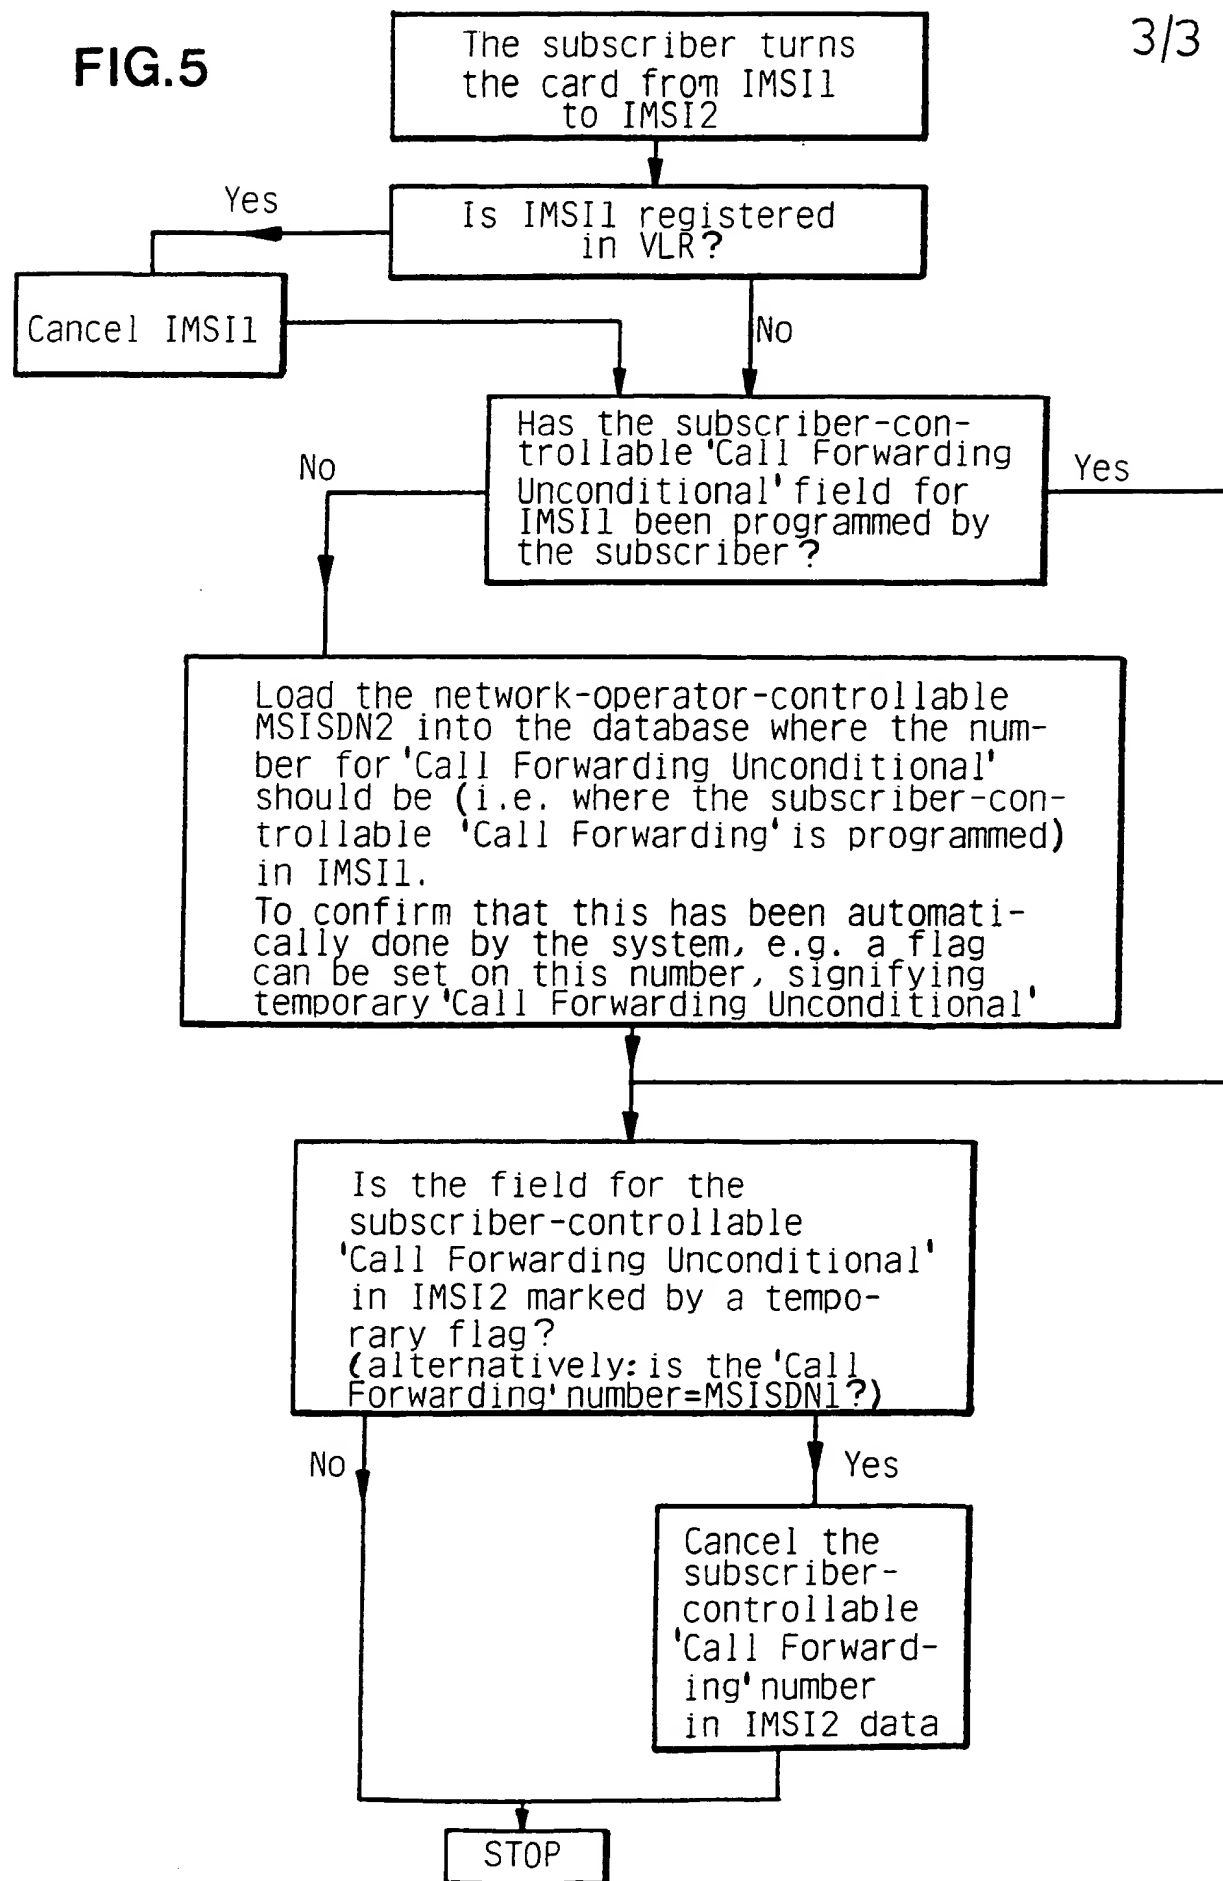 FIG.5
3/3
The subscriber turns
the card from IMSI1
to IMSI2
Yes
Is IMSI1 registered
in VLR?
Cancel IMSI1
No
Has the subscriber-con-
trollable 'Call Forwarding
Unconditional' field for
IMSI1 been programmed by
the subscriber?
No
Yes
Load the network-operator-controllable
MSISDN2 into the database where the num-
ber for 'Call Forwarding Unconditional'
should be (i.e. where the subscriber-con-
trollable 'Call Forwarding' is programmed)
in IMSI1.
To confirm that this has been automati-
cally done by the system, e.g. a flag
can be set on this number, signifying
temporary 'Call Forwarding Unconditional'
Is the field for the
subscriber-controllable
'Call Forwarding Unconditional'
in IMSI2 marked by a tempo-
rary flag?
(alternatively: is the 'Call
Forwarding' number=MSISDN1?)
No
Yes
Cancel the
subscriber-
controllable
'Call Forward-
ing' number
in IMSI2 data
STOP